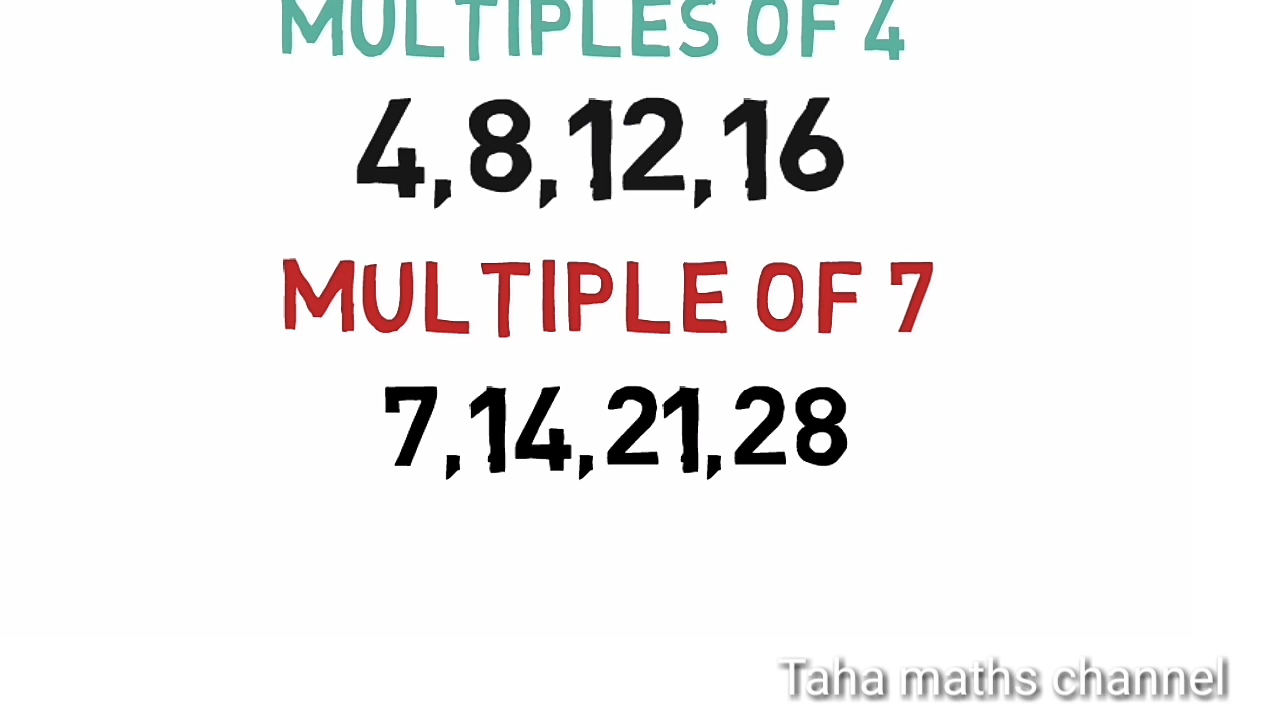 MULTIPLES OF 4
4,8,12,16
MULTIPLE OF 7
7,14,21,28
Taha maths channel